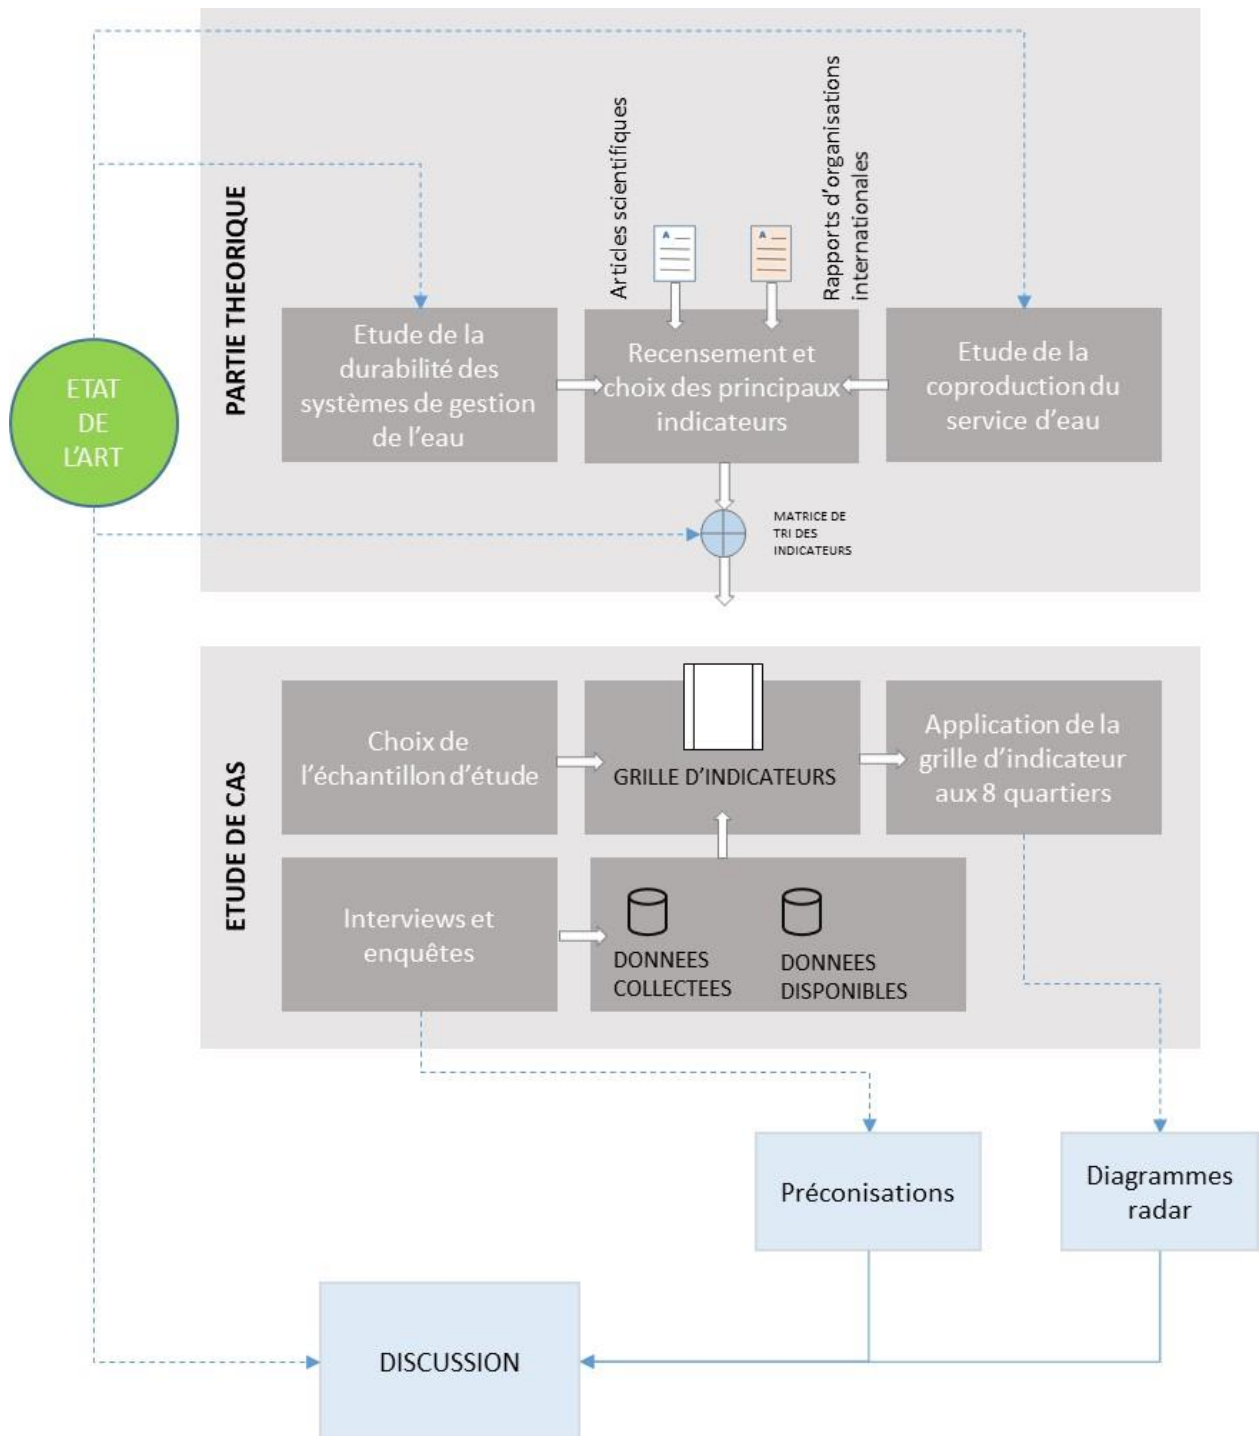 PARTIE THEORIQUE
Articles scientifiques
Rapports d'organisations
internationales
A
A
ETAT
DE
L'ART
Etude de la
durabilité des
systèmes de gestion
de l'eau
Recensement et
choix des principaux
indicateurs
Etude de la
coproduction du
service d'eau
MATRICE DE
TRI DES
INDICATEURS
ETUDE DE CAS
Choix de
l'échantillon d'étude
GRILLE D'INDICATEURS
Application de la
grille d'indicateur
aux 8 quartiers
Interviews et
enquêtes
DONNEES
COLLECTEES
DONNEES
DISPONIBLES
Préconisations
Diagrammes
radar
DISCUSSION